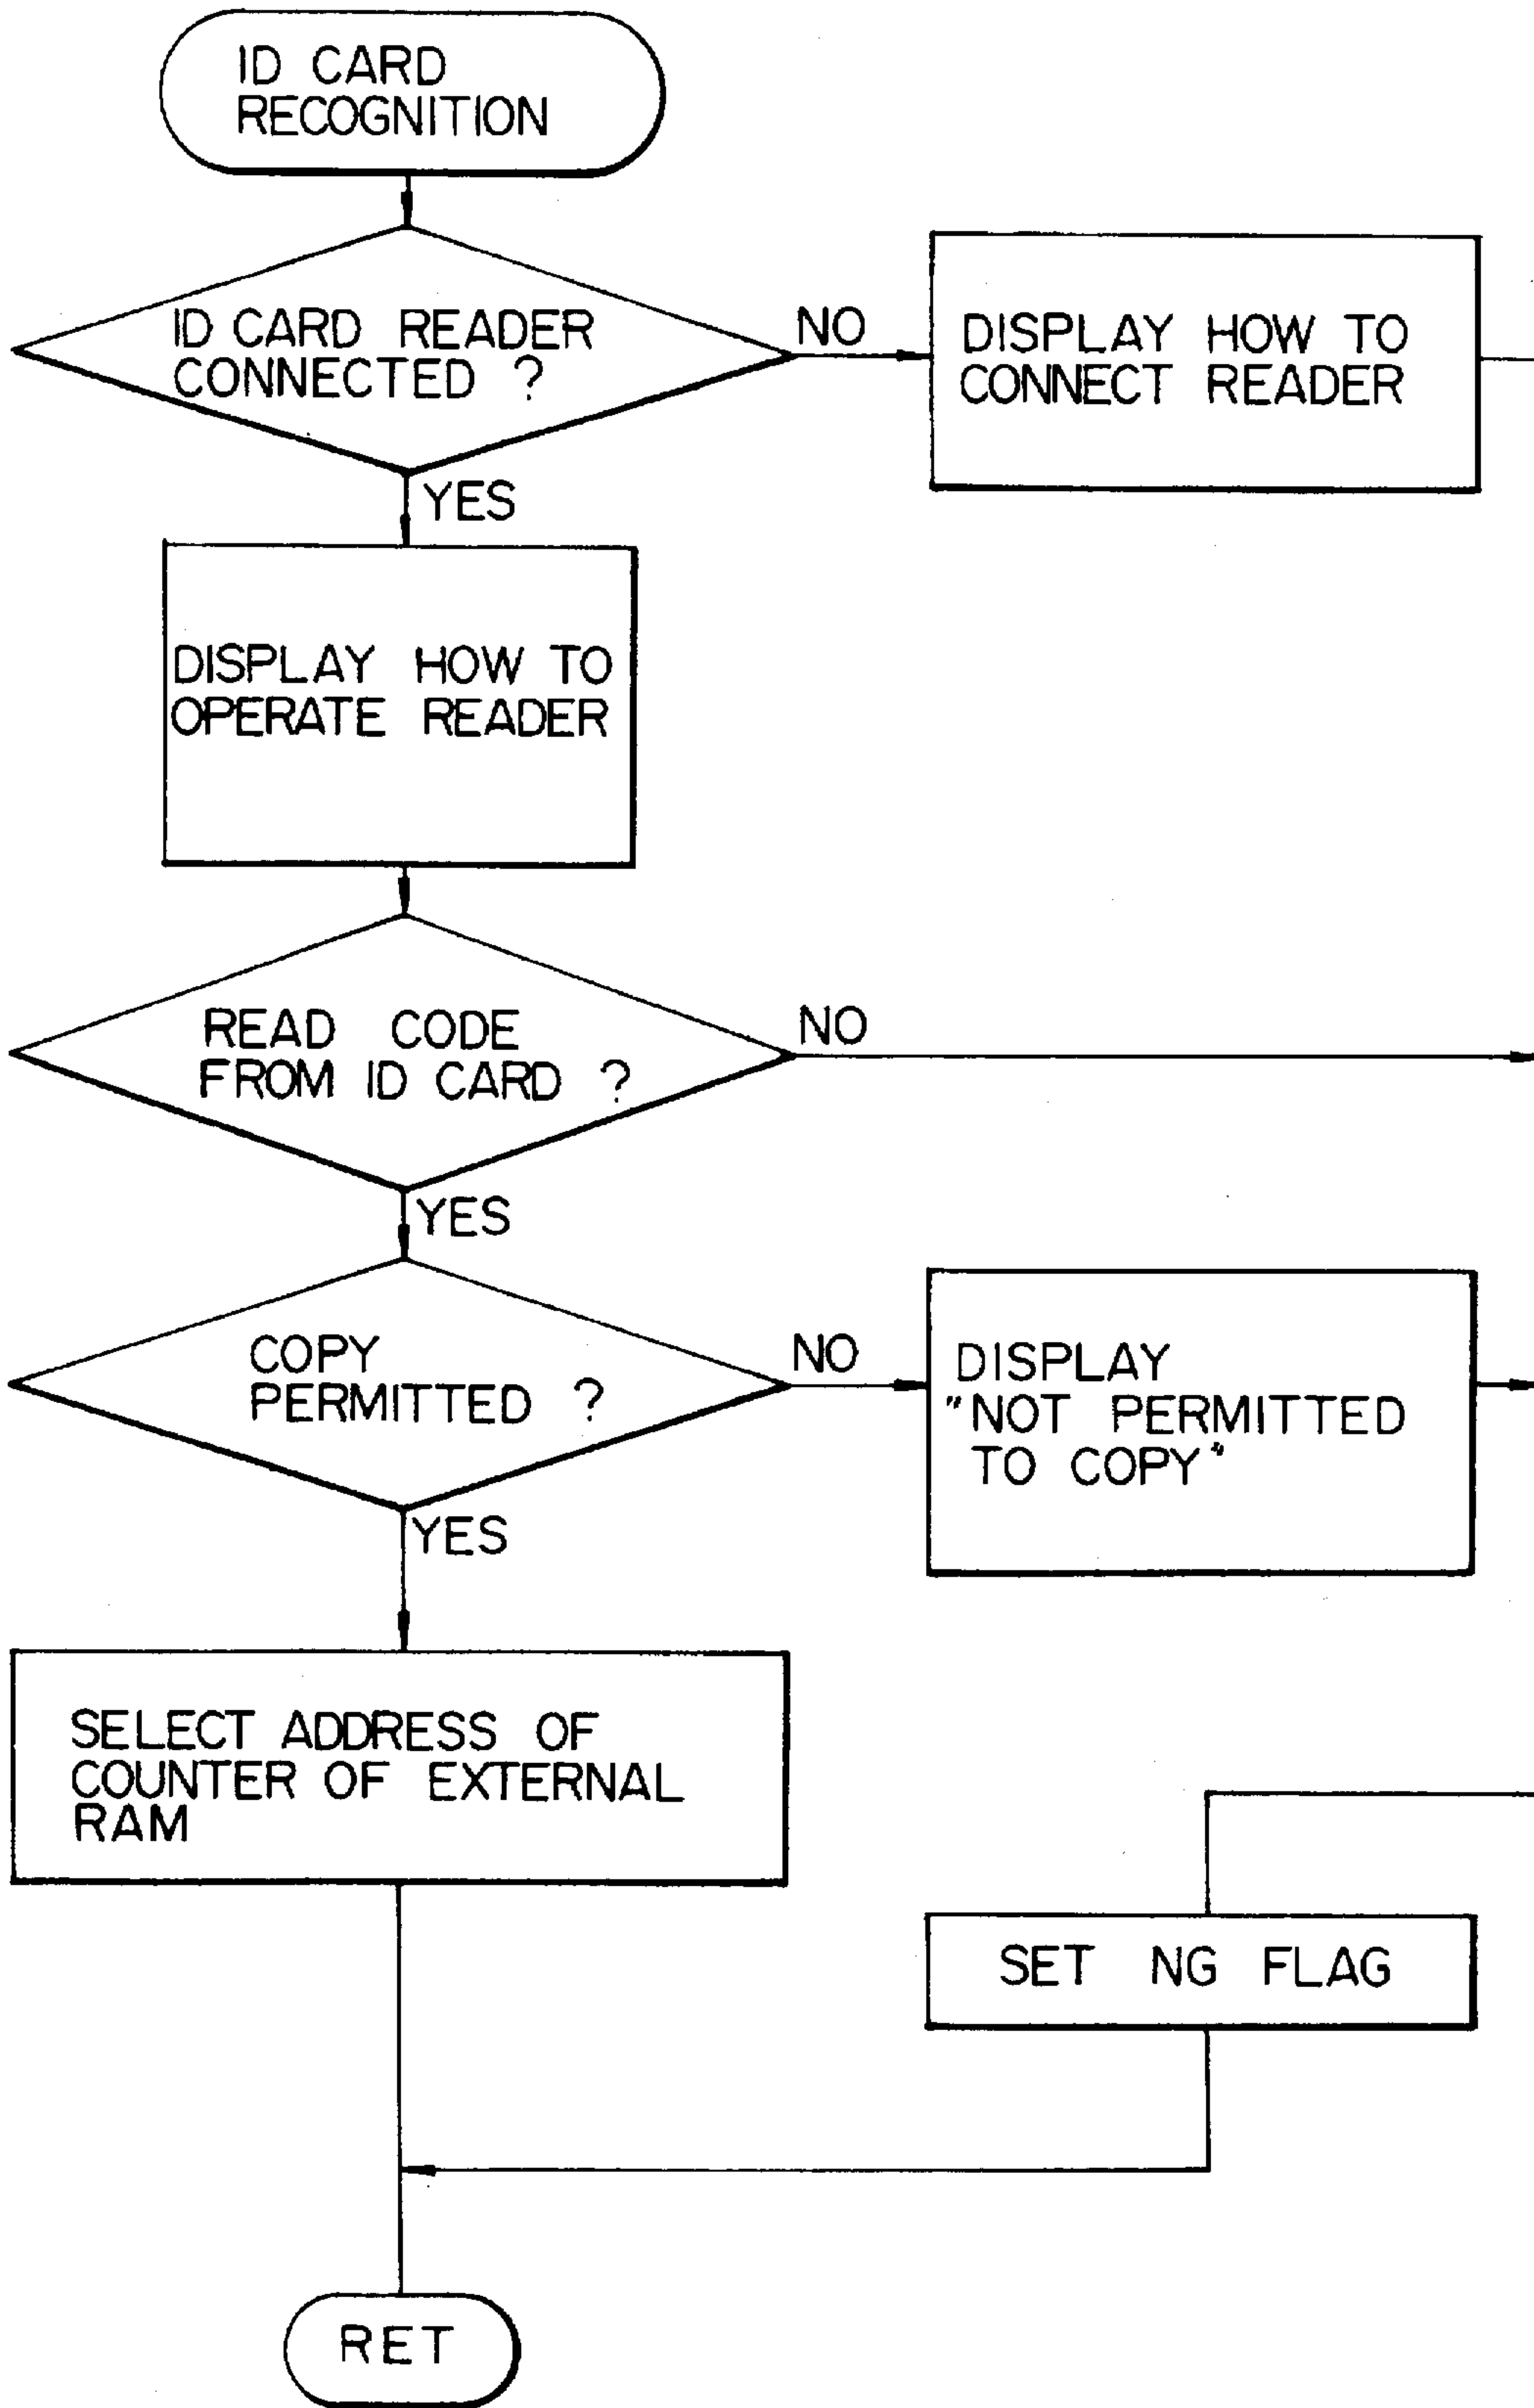 ID CARD
RECOGNITION
ID CARD READER
CONNECTED ?
NO
DISPLAY HOW TO
CONNECT READER
YES
DISPLAY HOW TO
OPERATE READER
READ CODE
FROM ID CARD ?
NO
YES
COPY
PERMITTED ?
NO
DISPLAY
"NOT PERMITTED
TO COPY"
YES
SELECT ADDRESS OF
COUNTER OF EXTERNAL
RAM
SET NG FLAG
RET